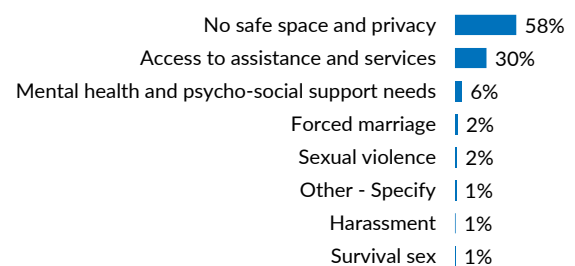 No safe space and privacy 58%
Access to assistance and services 30%
Mental health and psycho-social support needs 6%
Forced marriage 2%
Sexual violence 2%
Other - Specify 1%
Harassment 1%
Survival sex 1%